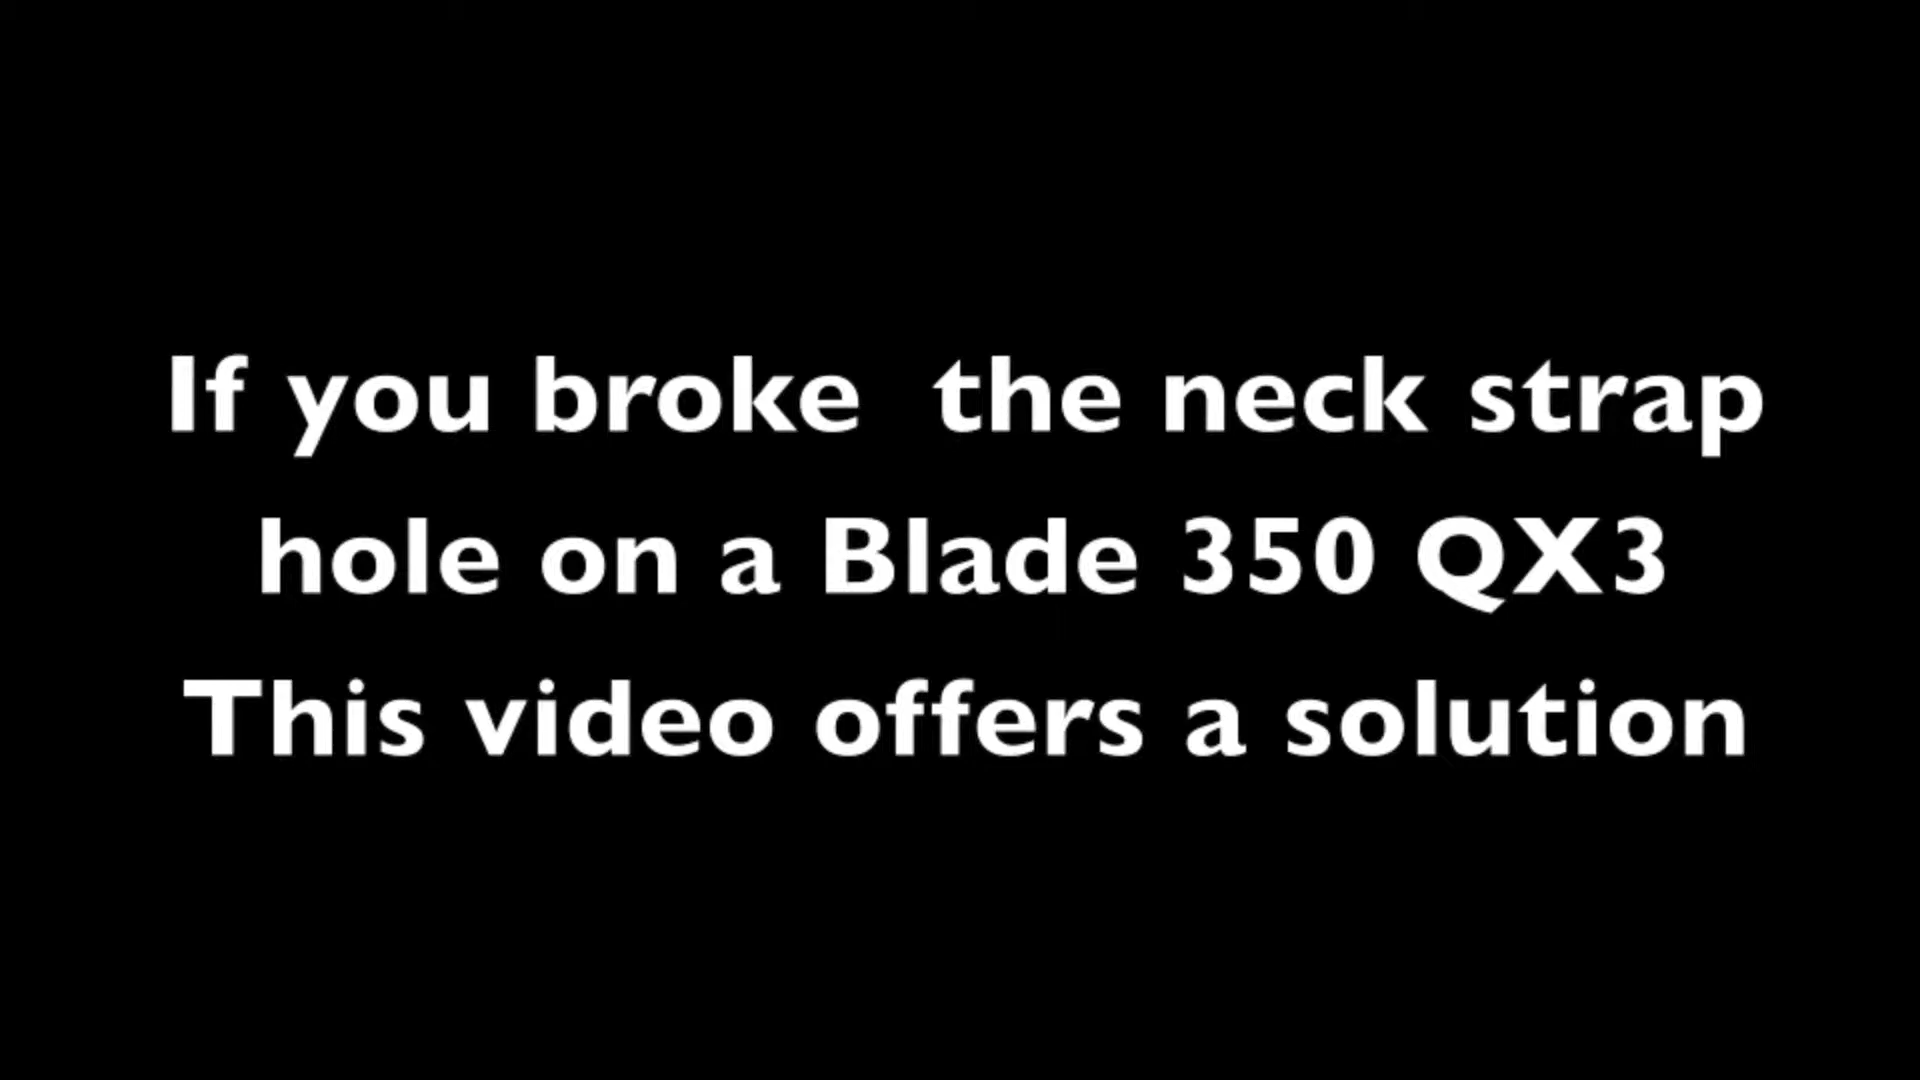 If you broke  the neck strap
hole on a Blade 350 QX3
This video offers a solution